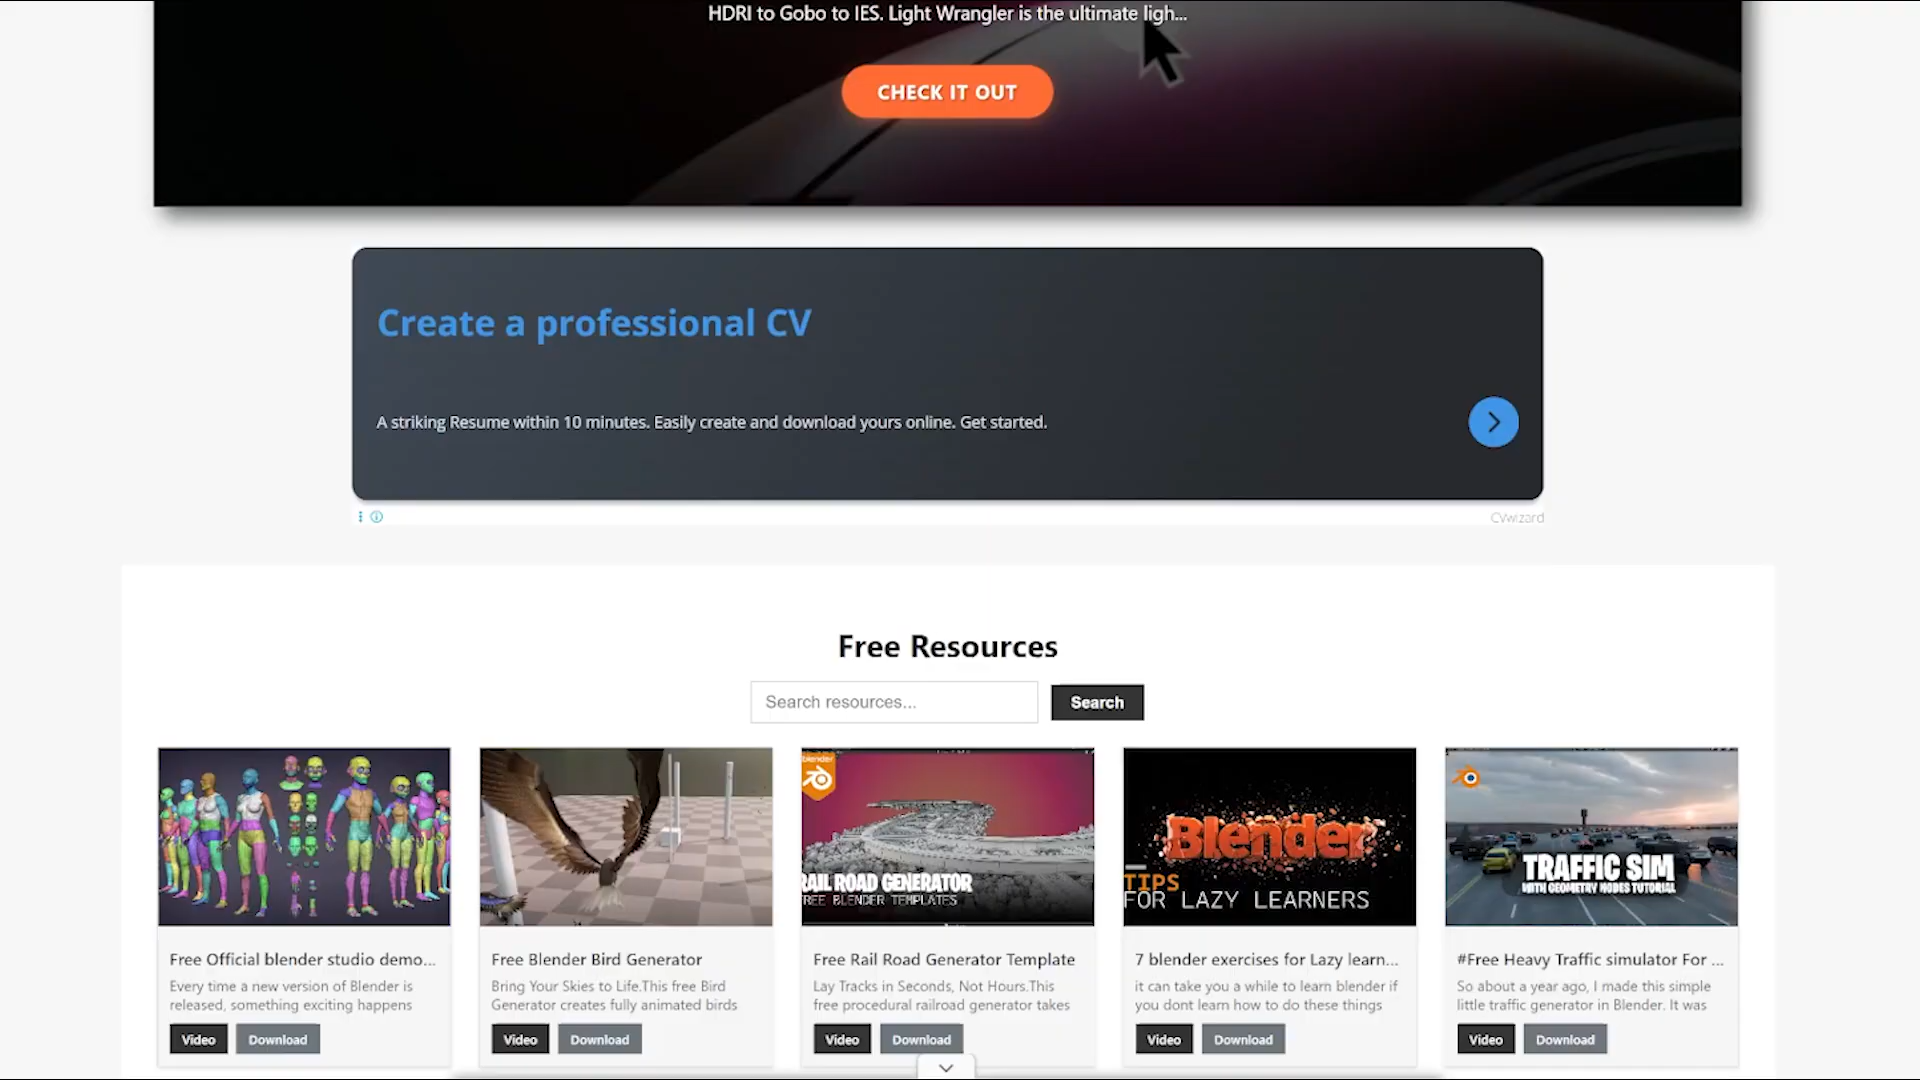 HDRI to Gobo to IES. Light Wrangler is the ultimate ligh...
CHECK IT OUT
Create a professional CV
A striking Resume within 10 minutes. Easily create and download yours online. Get started.
CVwizard
Free Resources
Search resources...
Search
blender
RAIL ROAD GENERATOR
FREE BLENDER TEMPLATES
Blender
TIPS
FOR LAZY LEARNERS
TRAFFIC SIM
WITH GEOMETRY NODES TUTORIAL
Free Official blender studio demo...
Every time a new version of Blender is
released, something exciting happens
Video
Download
Free Blender Bird Generator
Bring Your Skies to Life.This free Bird
Generator creates fully animated birds
Video
Download
Free Rail Road Generator Template
Lay Tracks in Seconds, Not Hours.This
free procedural railroad generator takes
Video
Download
7 blender exercises for Lazy learn...
it can take you a while to learn blender if
you dont learn how to do these things
Video
Download
#Free Heavy Traffic simulator For ...
So about a year ago, I made this simple
little traffic generator in Blender. It was
Video
Download